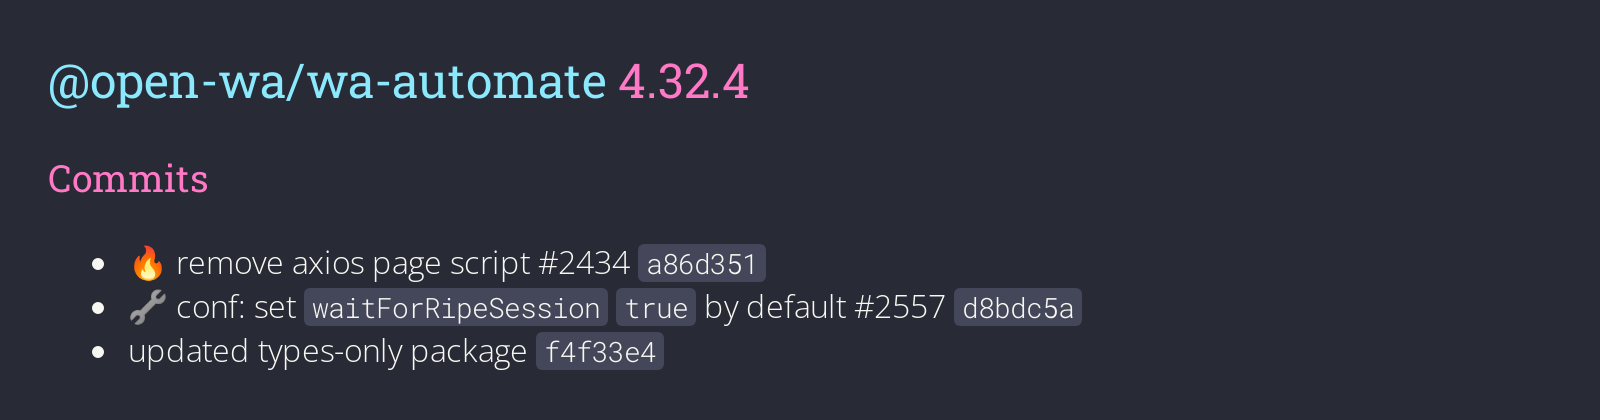 @open-wa/wa-automate 4.32.4
Commits
• 🔥 remove axios page script #2434 a86d351
• 🔧 conf: set waitForRipeSession true by default #2557 d8bdc5a
• updated types-only package f4f33e4